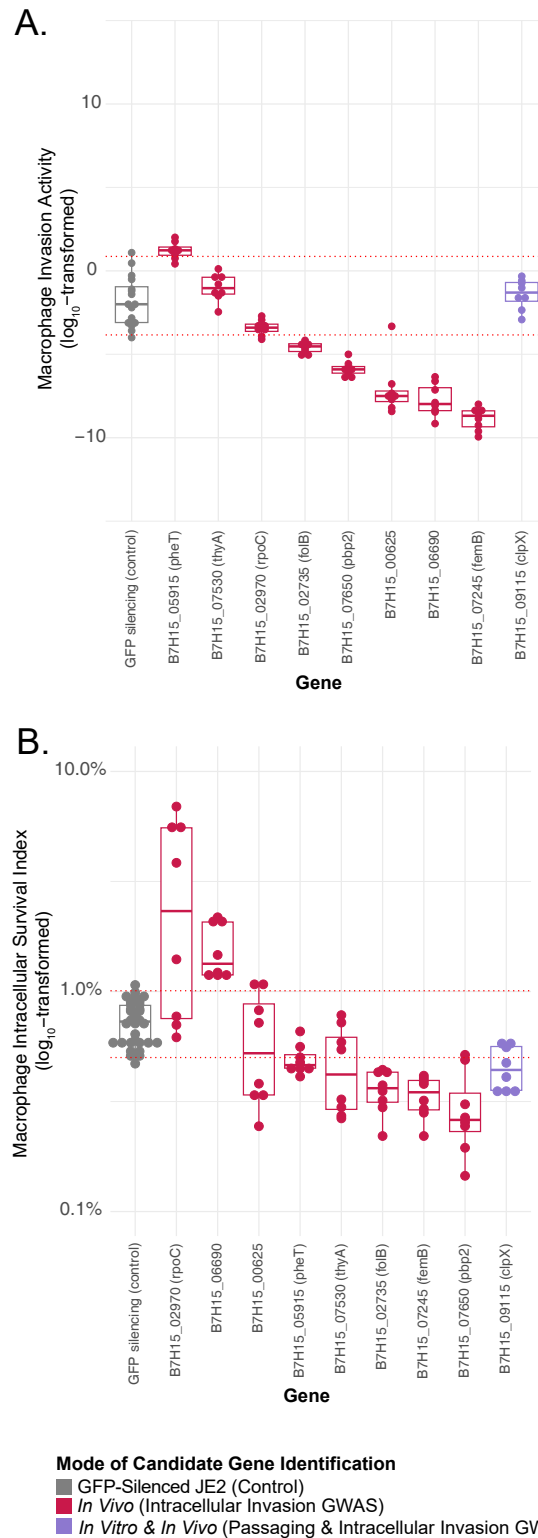 A.
Macrophage Invasion Activity
(log10−transformed)
10
0
−10
GFP silencing (control)
B7H15_05915 (pheT)
B7H15_07530 (thyA)
B7H15_02970 (rpoC)
B7H15_02735 (folB)
B7H15_07650 (pbp2)
B7H15_00625
B7H15_06690
B7H15_07245 (femB)
B7H15_09115 (clpX)
Gene
B.
Macrophage Intracellular Survival Index
(log10−transformed)
10.0%
1.0%
0.1%
GFP silencing (control)
B7H15_02970 (rpoC)
B7H15_06690
B7H15_00625
B7H15_05915 (pheT)
B7H15_07530 (thyA)
B7H15_02735 (folB)
B7H15_07245 (femB)
B7H15_07650 (pbp2)
B7H15_09115 (clpX)
Gene
Mode of Candidate Gene Identification
GFP-Silenced JE2 (Control)
In Vivo (Intracellular Invasion GWAS)
In Vitro & In Vivo (Passaging & Intracellular Invasion